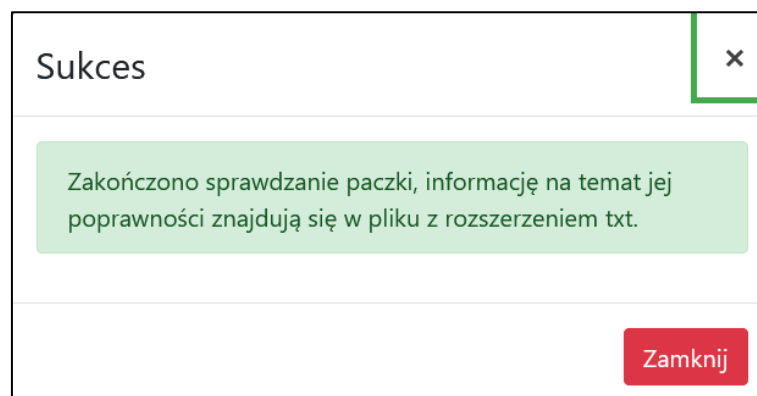 Sukces
×
Zakończono sprawdzanie paczki, informację na temat jej
poprawności znajdują się w pliku z rozszerzeniem txt.
Zamknij